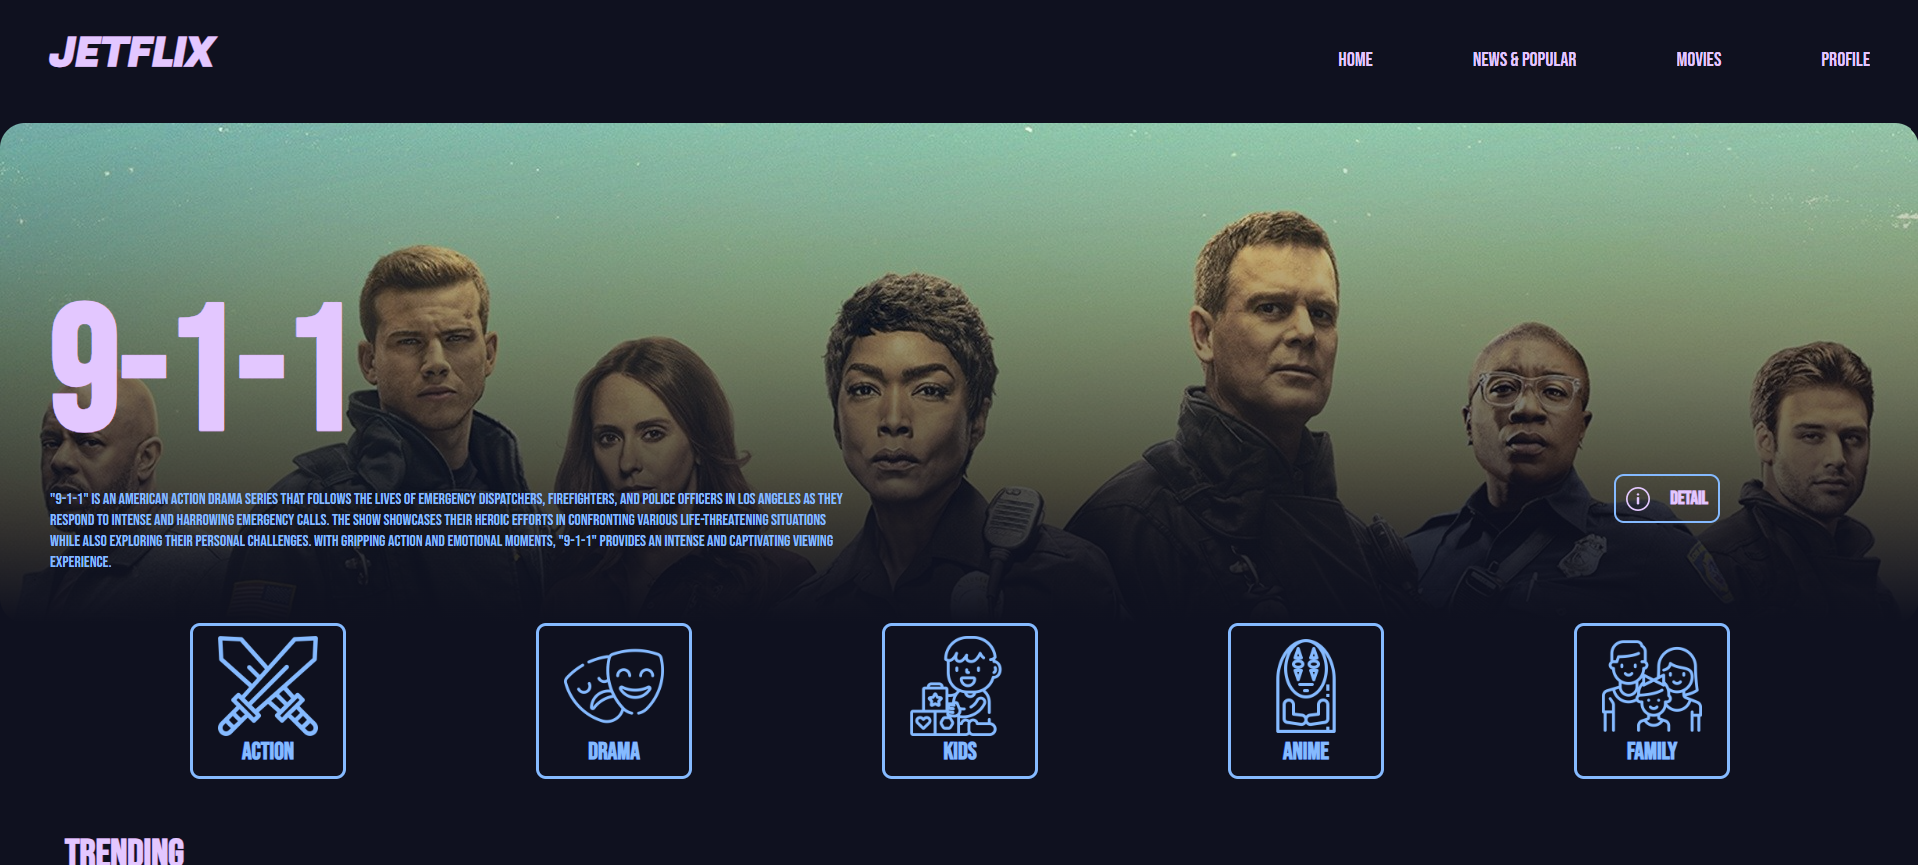 JETFLIX
HOME
NEWS & POPULAR
MOVIES
PROFILE
9-1-1
"9-1-1" IS AN AMERICAN ACTION DRAMA SERIES THAT FOLLOWS THE LIVES OF EMERGENCY DISPATCHERS, FIREFIGHTERS, AND POLICE OFFICERS IN LOS ANGELES AS THEY
RESPOND TO INTENSE AND HARROWING EMERGENCY CALLS. THE SHOW SHOWCASES THEIR HEROIC EFFORTS IN CONFRONTING VARIOUS LIFE-THREATENING SITUATIONS
WHILE ALSO EXPLORING THEIR PERSONAL CHALLENGES. WITH GRIPPING ACTION AND EMOTIONAL MOMENTS, "9-1-1" PROVIDES AN INTENSE AND CAPTIVATING VIEWING
EXPERIENCE.
DETAIL
ACTION
DRAMA
KIDS
ANIME
FAMILY
TRENDING